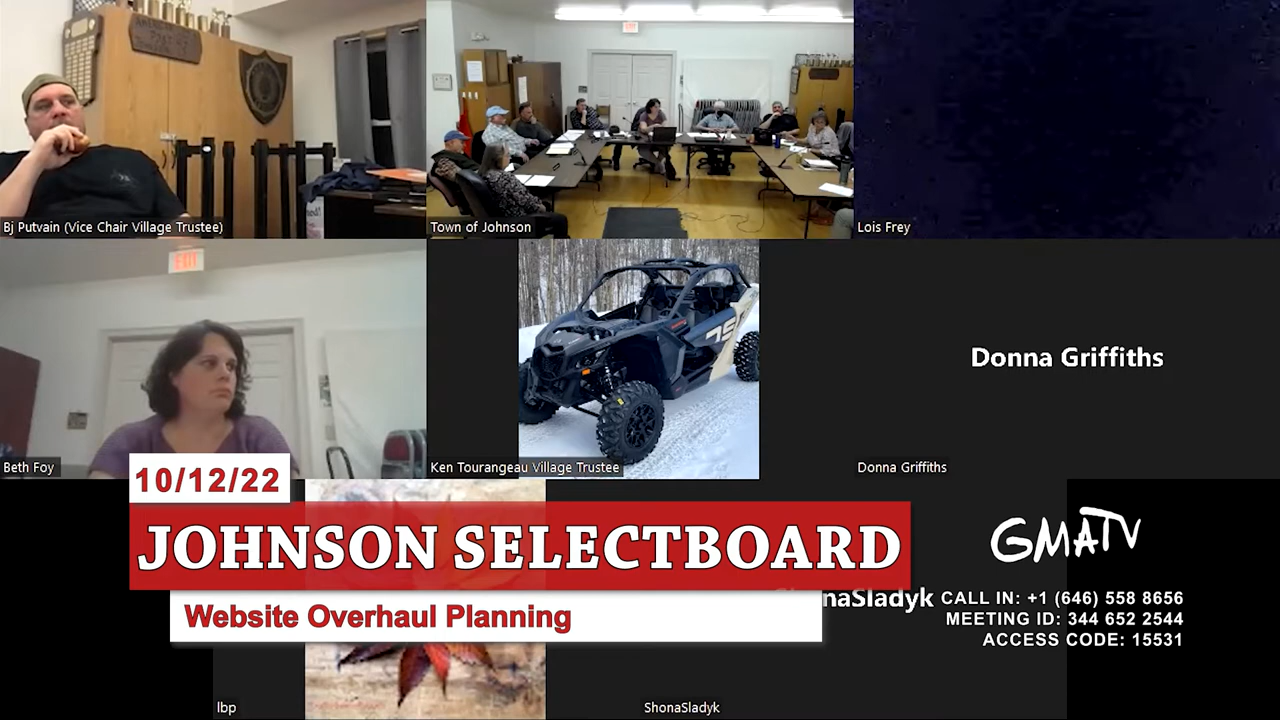 Bj Putvain (Vice Chair Village Trustee)
Town of Johnson
Lois Frey
EXIT
Beth Foy
Ken Tourangeau Village Trustee
Donna Griffiths
Donna Griffiths
10/12/22
JOHNSON SELECTBOARD
Website Overhaul Planning
GMATV
naSladyk
CALL IN: +1 (646) 558 8656
MEETING ID: 344 652 2544
ACCESS CODE: 15531
lbp
ShonaSladyk